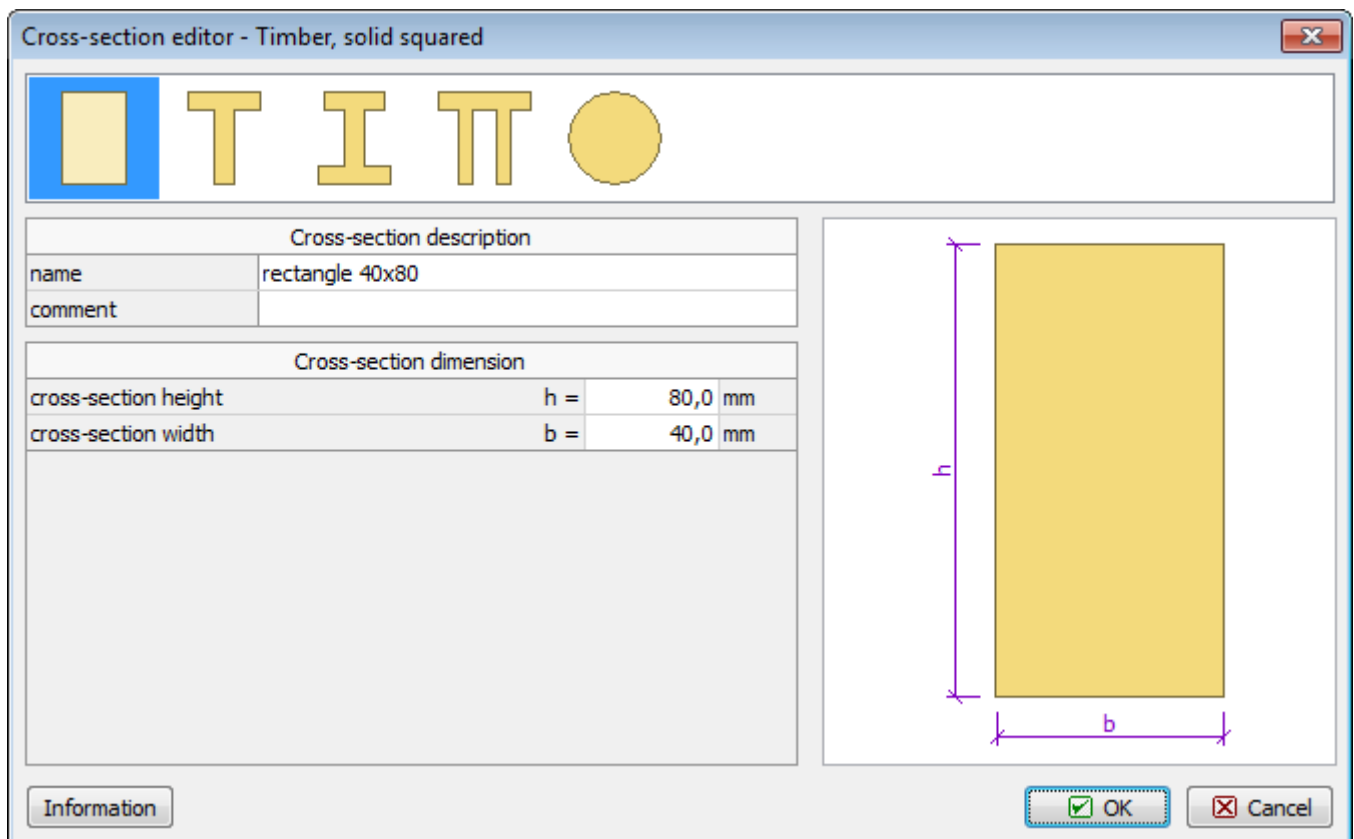 Cross-section editor - Timber, solid squared
Cross-section description
name rectangle 40x80
comment
Cross-section dimension
cross-section height h = 80,0 mm
cross-section width b = 40,0 mm
h
b
Information OK Cancel